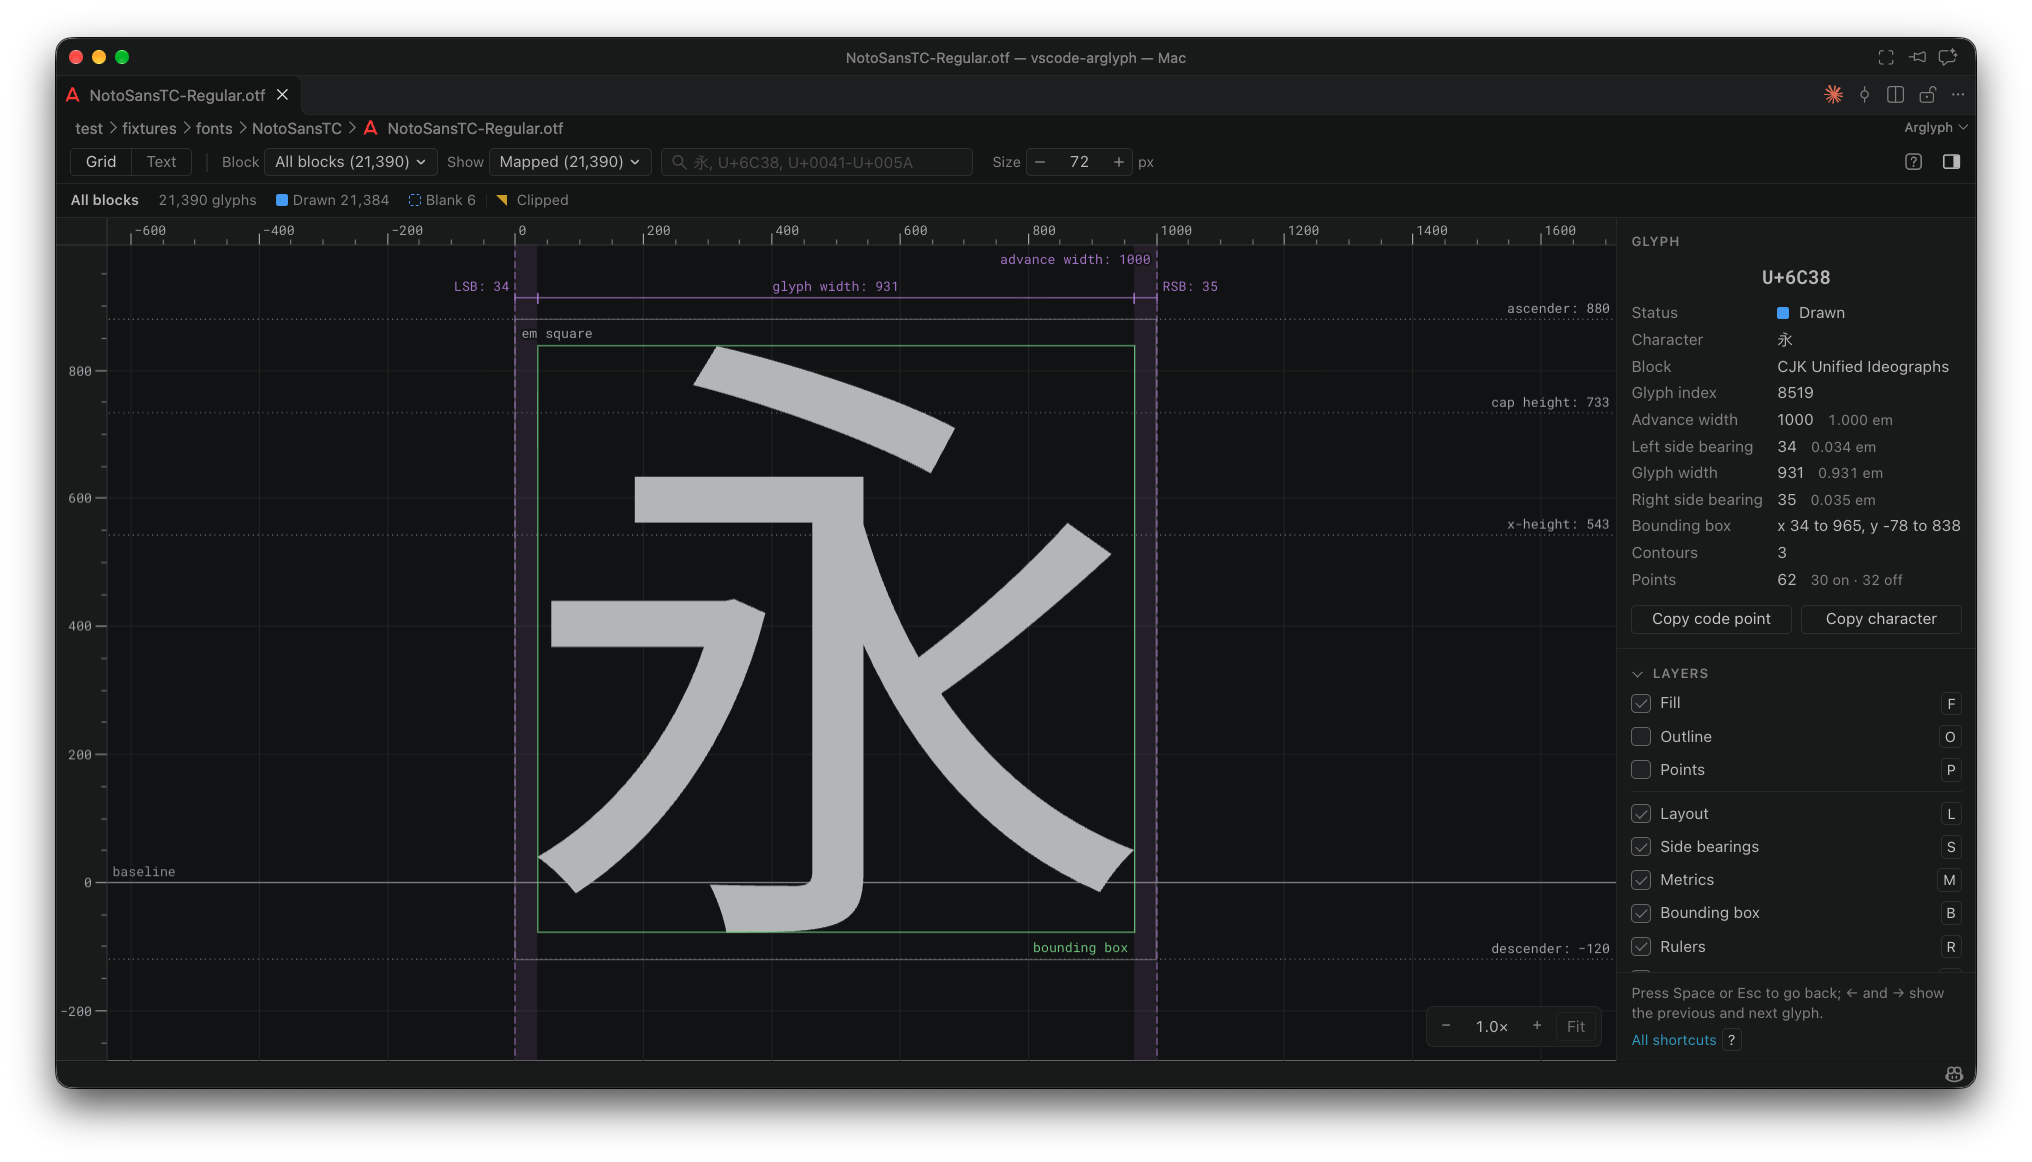 NotoSansTC-Regular.otf — vscode-arglyph — Mac
NotoSansTC-Regular.otf
test > fixtures > fonts > NotoSansTC > NotoSansTC-Regular.otf
Arglyph
Grid Text Block All blocks (21,390) Show Mapped (21,390) 永, U+6C38, U+0041-U+005A Size − 72 + px
All blocks 21,390 glyphs Drawn 21,384 Blank 6 Clipped
-600 -400 -200 0 200 400 600 800 1000 1200 1400 1600
advance width: 1000
LSB: 34 glyph width: 931 RSB: 35
ascender: 880
em square
800
cap height: 733
600
x-height: 543
400
200
baseline
0
bounding box
descender: -120
-200
永
− 1.0× + Fit
GLYPH
U+6C38
Status Drawn
Character 永
Block CJK Unified Ideographs
Glyph index 8519
Advance width 1000 1.000 em
Left side bearing 34 0.034 em
Glyph width 931 0.931 em
Right side bearing 35 0.035 em
Bounding box x 34 to 965, y -78 to 838
Contours 3
Points 62 30 on · 32 off
Copy code point Copy character
LAYERS
Fill F
Outline O
Points P
Layout L
Side bearings S
Metrics M
Bounding box B
Rulers R
Press Space or Esc to go back; ← and → show
the previous and next glyph.
All shortcuts ?